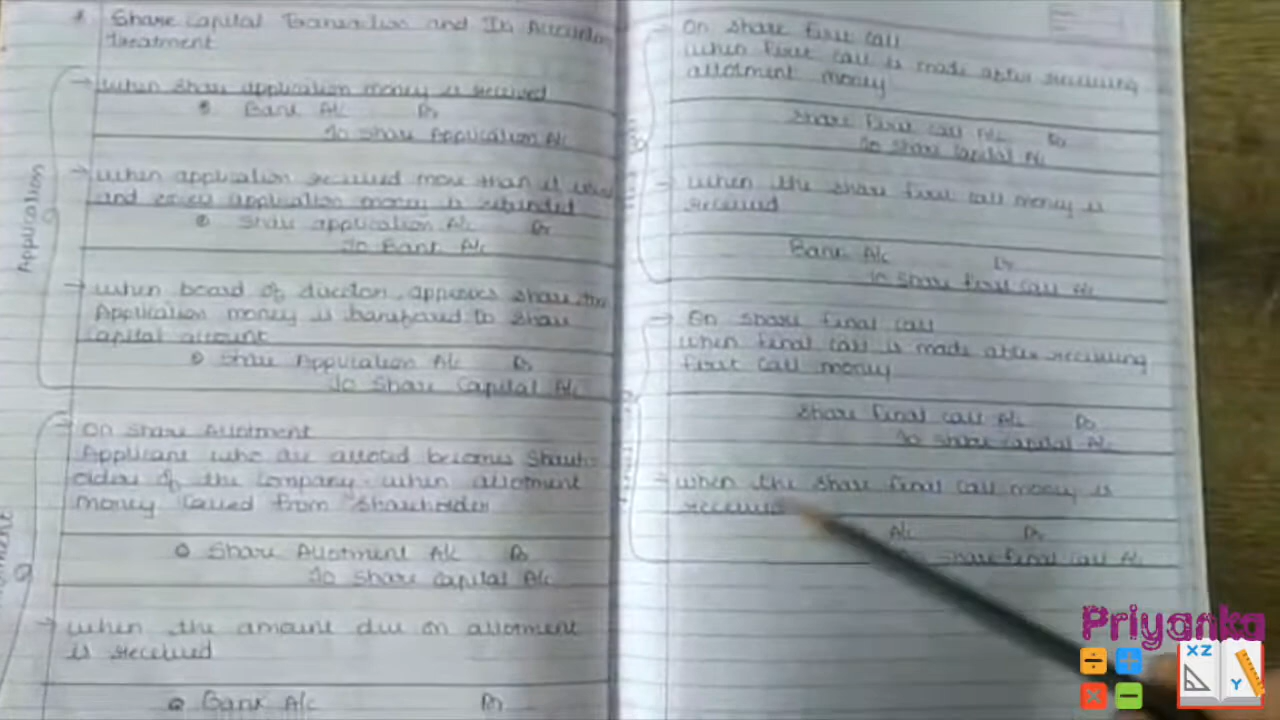 Share Capital Transaction and Its Accounting
Treatment
Application
→ When share application money is received
Bank A/c Dr
To Share Application A/c
→ When application received more than it
and excess application money is refunded
Share application A/c Dr
To Bank A/c
→ When board of direction approves share the
Application money is transfered to share
capital account
Share Application A/c Dr
To Share Capital A/c
→ On Share Allotment
Applicant who are alloted becomes Shareh-
olders of the company. When allotment
money called from Shareholder
Share Allotment A/c Dr
To Share Capital A/c
→ When the amount due on allotment
is received
Bank A/c Dr
→ On share first call
When first call is made after receiving
allotment money
Share first call A/c Dr
To Share Capital A/c
→ When the share first call money is
received
Bank A/c Dr
To Share first call A/c
→ On share final call
When final call is made after receiving
first call money
Share final call A/c Dr
To Share Capital A/c
→ When the share final call money is
received
A/c Dr
Share final call A/c
Priyanka
XZ
Y